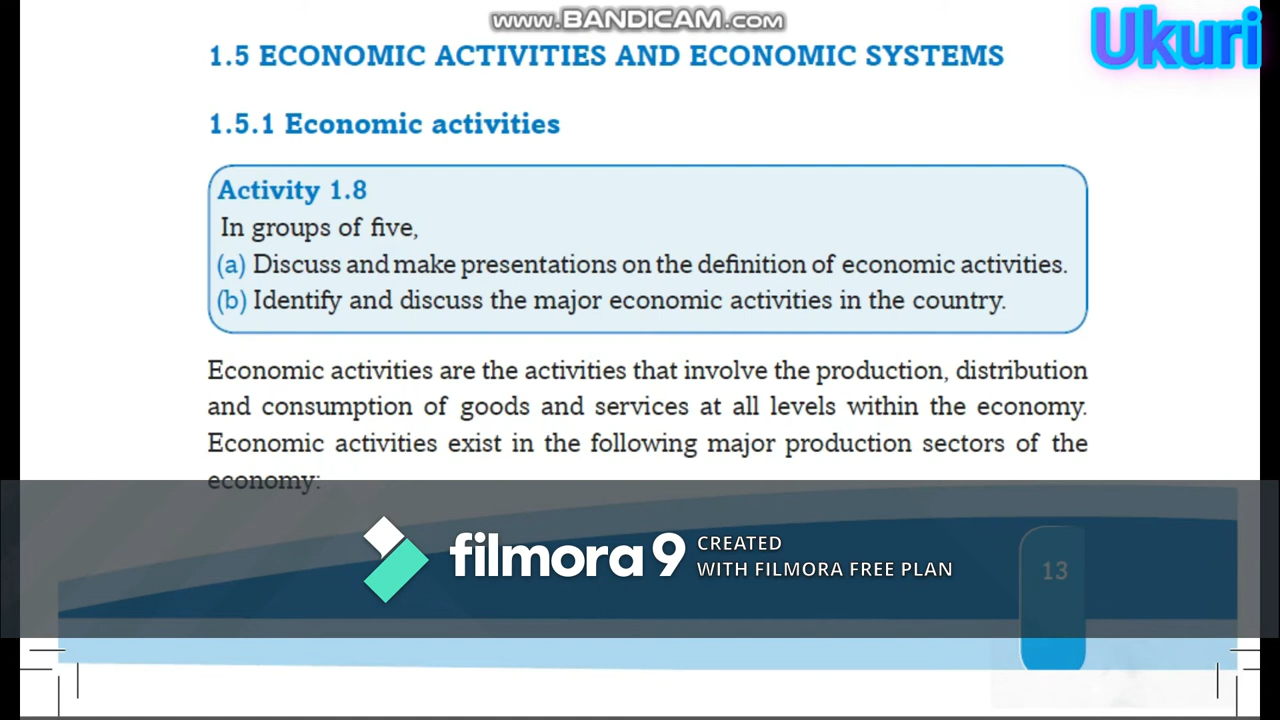 www.BANDICAM.com
Ukuri
1.5 ECONOMIC ACTIVITIES AND ECONOMIC SYSTEMS
1.5.1 Economic activities
Activity 1.8
In groups of five,
(a) Discuss and make presentations on the definition of economic activities.
(b) Identify and discuss the major economic activities in the country.
Economic activities are the activities that involve the production, distribution
and consumption of goods and services at all levels within the economy.
Economic activities exist in the following major production sectors of the
economy:
filmora 9 CREATED
WITH FILMORA FREE PLAN
13